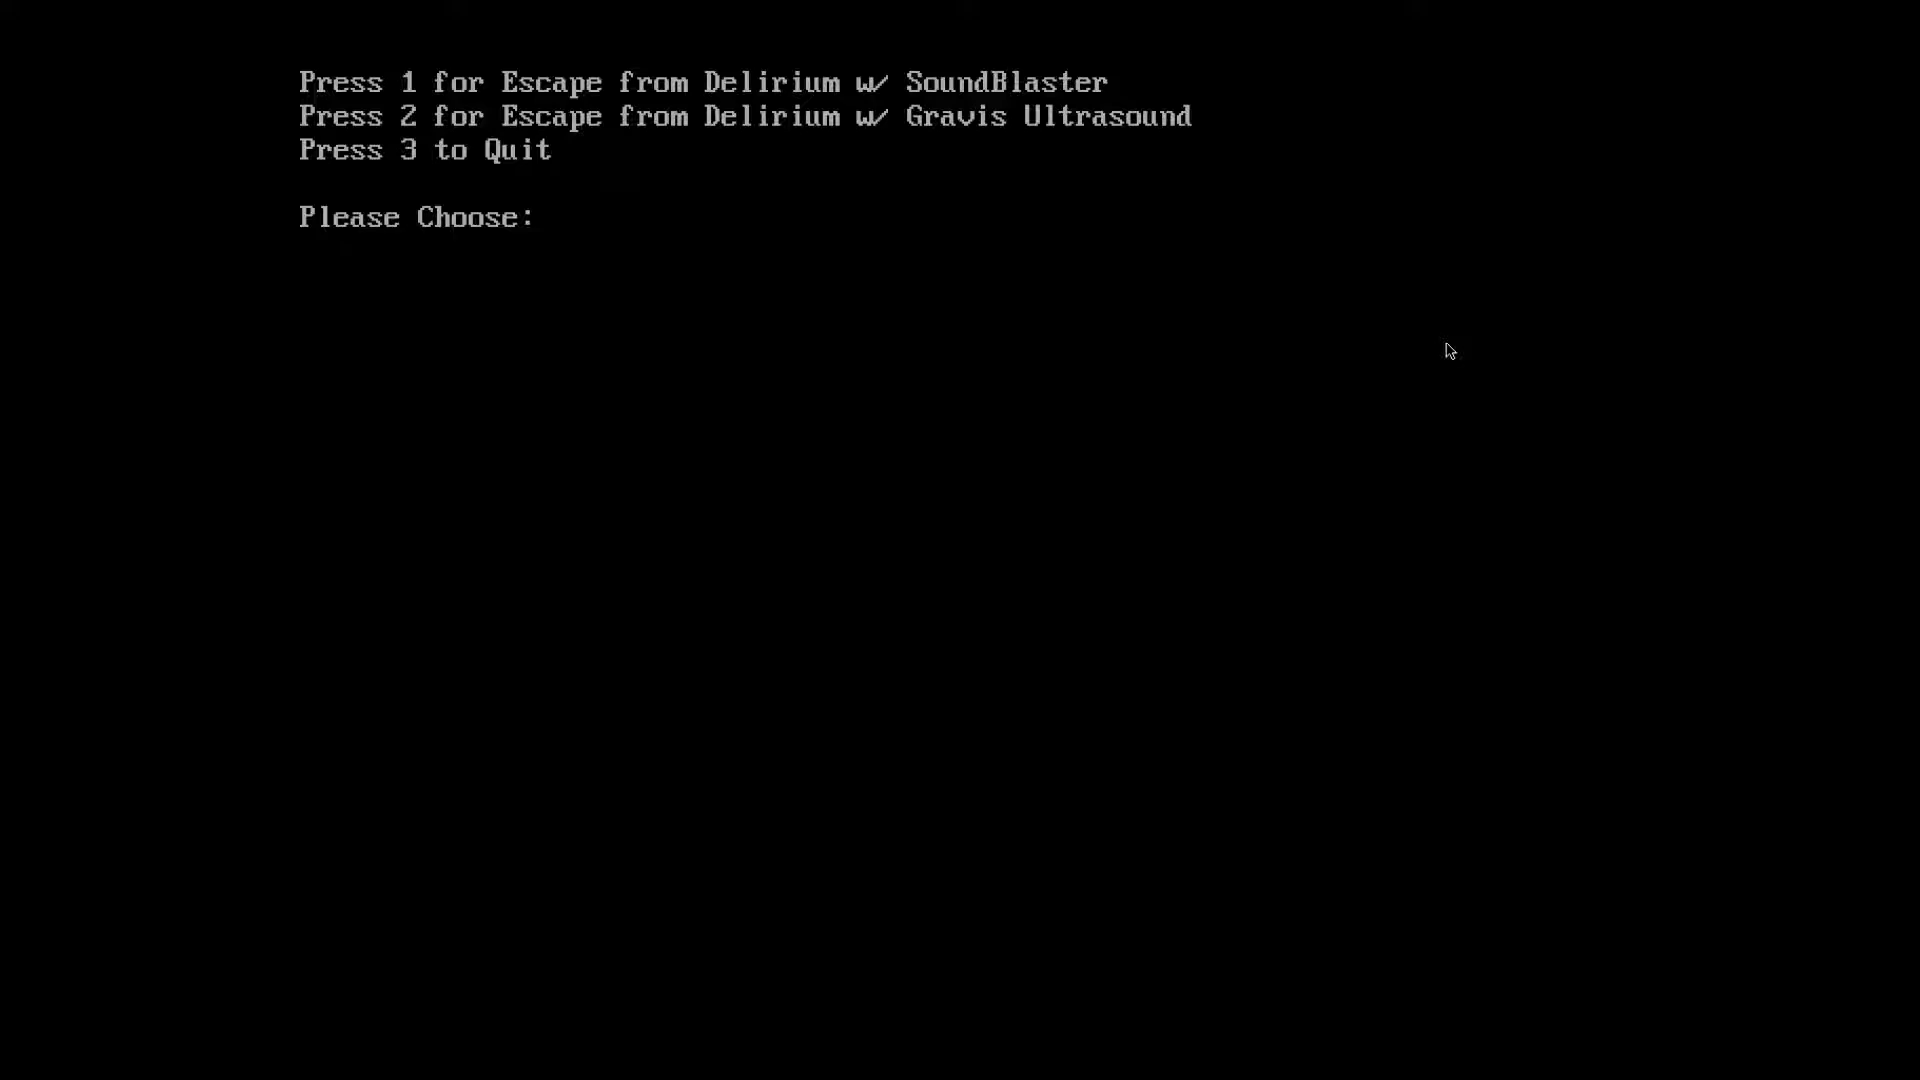 Press 1 for Escape from Delirium w/ SoundBlaster
Press 2 for Escape from Delirium w/ Gravis Ultrasound
Press 3 to Quit
Please Choose: